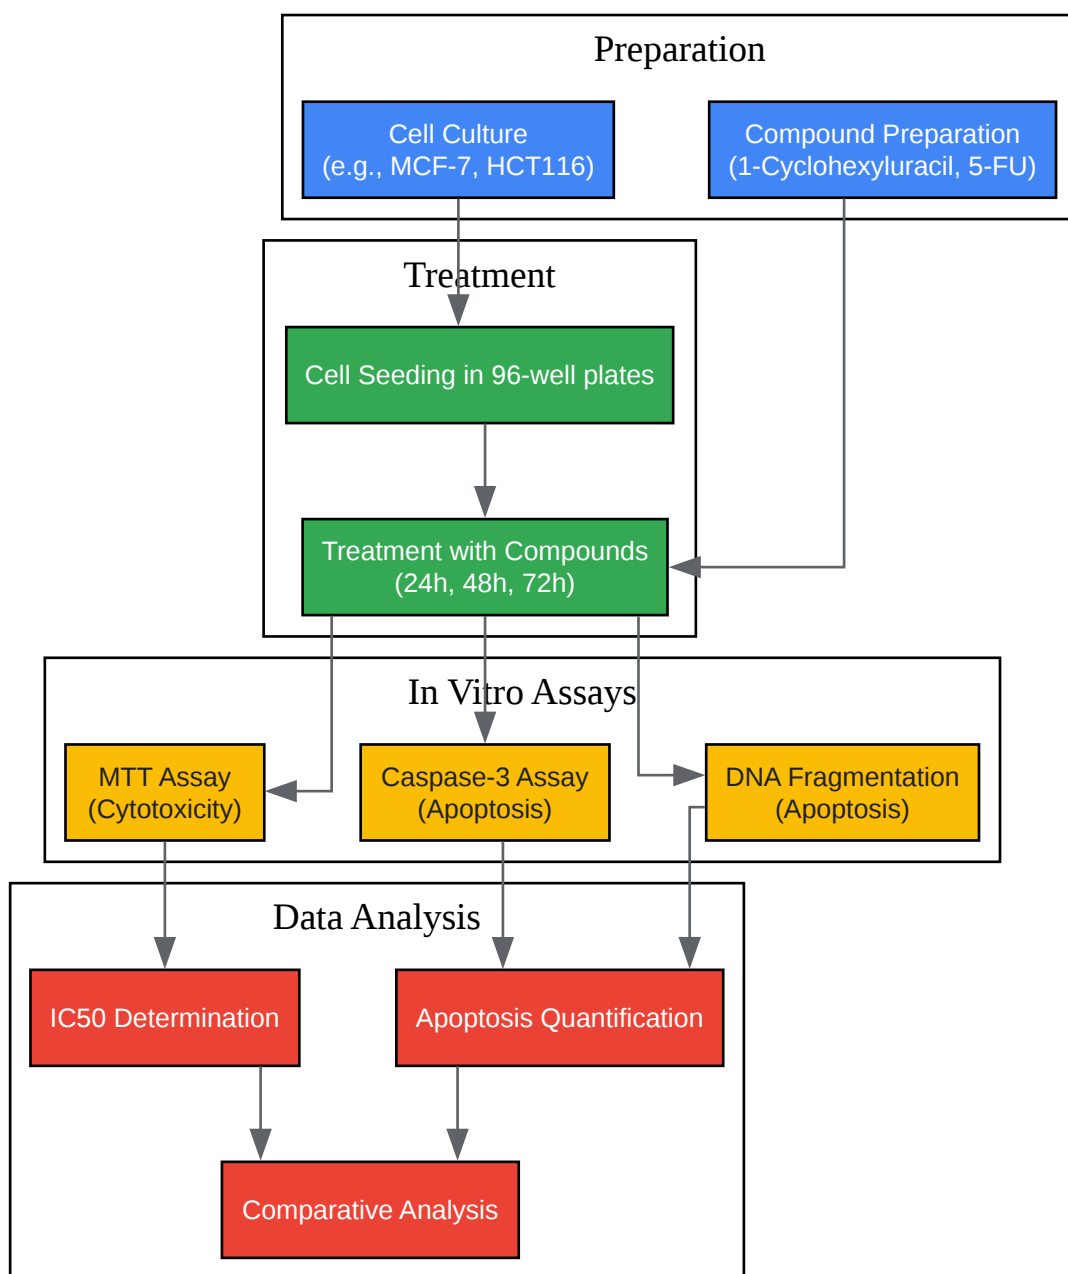 Preparation
Cell Culture
(e.g., MCF-7, HCT116)
Compound Preparation
(1-Cyclohexyluracil, 5-FU)
Treatment
Cell Seeding in 96-well plates
Treatment with Compounds
(24h, 48h, 72h)
In Vitro Assays
MTT Assay
(Cytotoxicity)
Caspase-3 Assay
(Apoptosis)
DNA Fragmentation
(Apoptosis)
Data Analysis
IC50 Determination
Apoptosis Quantification
Comparative Analysis